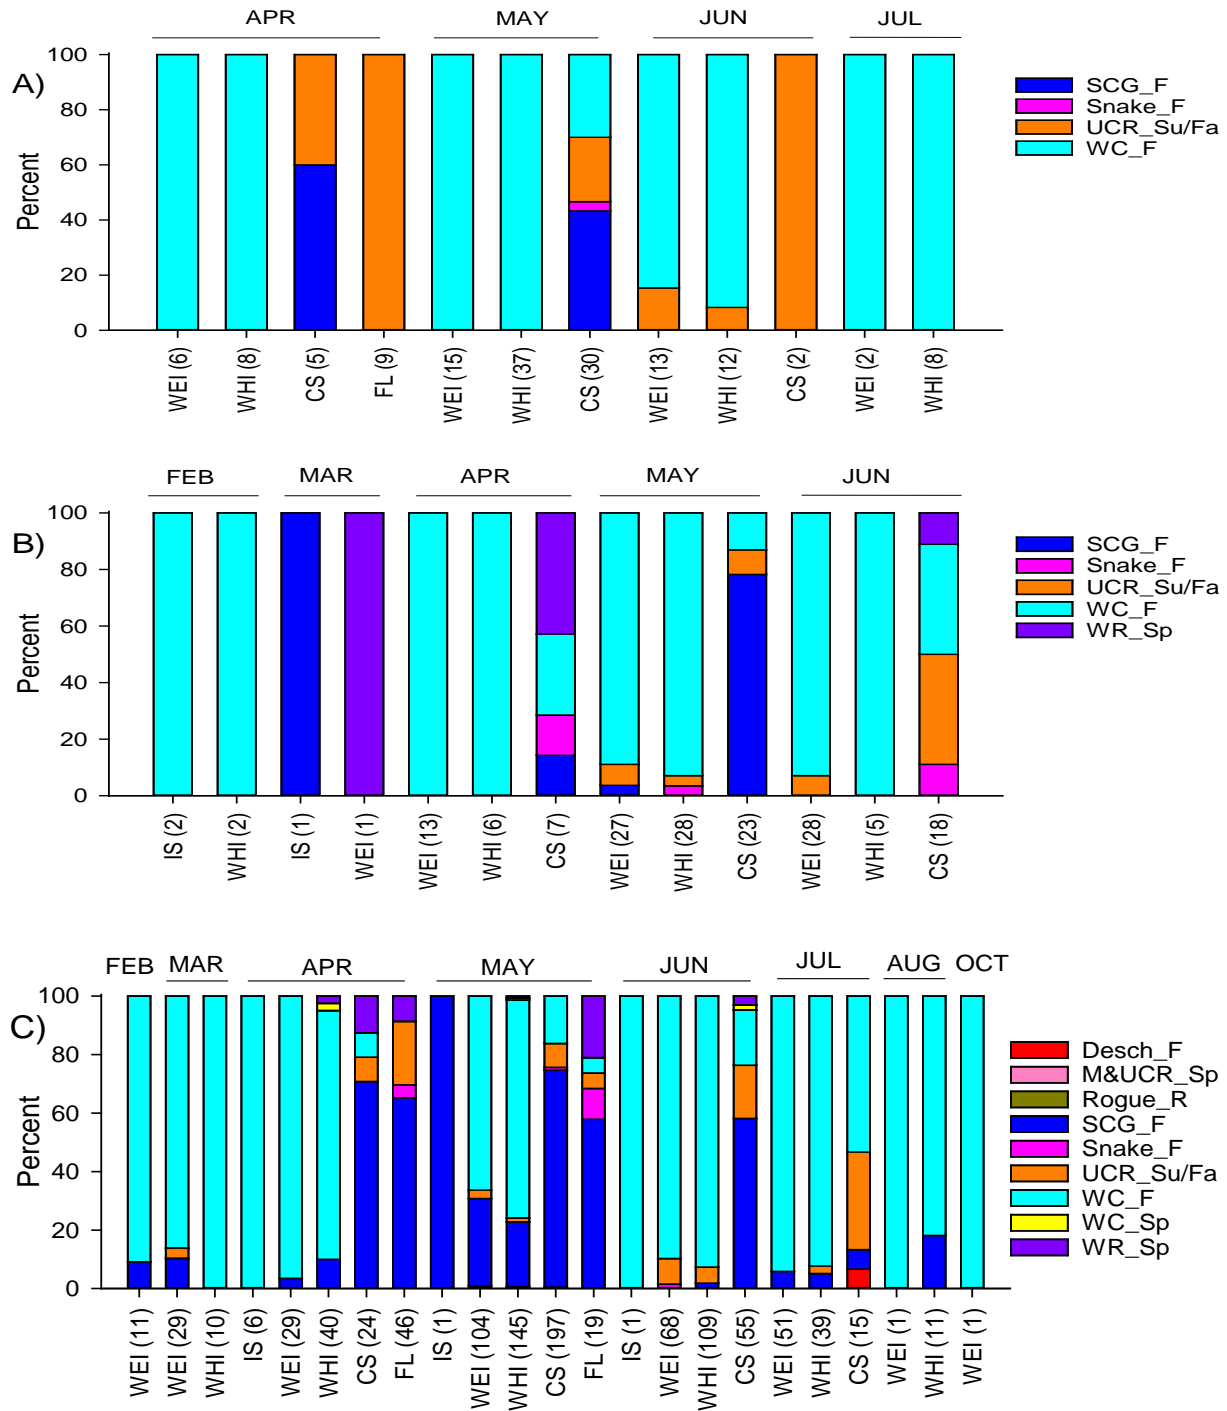 APR MAY JUN JUL
A)
Percent
100
80
60
40
20
0
WEI (6) WHI (8) CS (5) FL (9) WEI (15) WHI (37) CS (30) WEI (13) WHI (12) CS (2) WEI (2) WHI (8)
SCG_F
Snake_F
UCR_Su/Fa
WC_F
FEB MAR APR MAY JUN
B)
Percent
100
80
60
40
20
0
IS (2) WHI (2) IS (1) WEI (1) WEI (13) WHI (6) CS (7) WEI (27) WHI (28) CS (23) WEI (28) WHI (5) CS (18)
SCG_F
Snake_F
UCR_Su/Fa
WC_F
WR_Sp
FEB MAR APR MAY JUN JUL AUG OCT
C)
Percent
100
80
60
40
20
0
WEI (11) WEI (29) WHI (10) IS (6) WEI (29) WHI (40) CS (24) FL (46) IS (1) WEI (104) WHI (145) CS (197) FL (19) IS (1) WEI (68) WHI (109) CS (55) WEI (51) WHI (39) CS (15) WEI (1) WHI (11) WEI (1)
Desch_F
M&UCR_Sp
Rogue_R
SCG_F
Snake_F
UCR_Su/Fa
WC_F
WC_Sp
WR_Sp